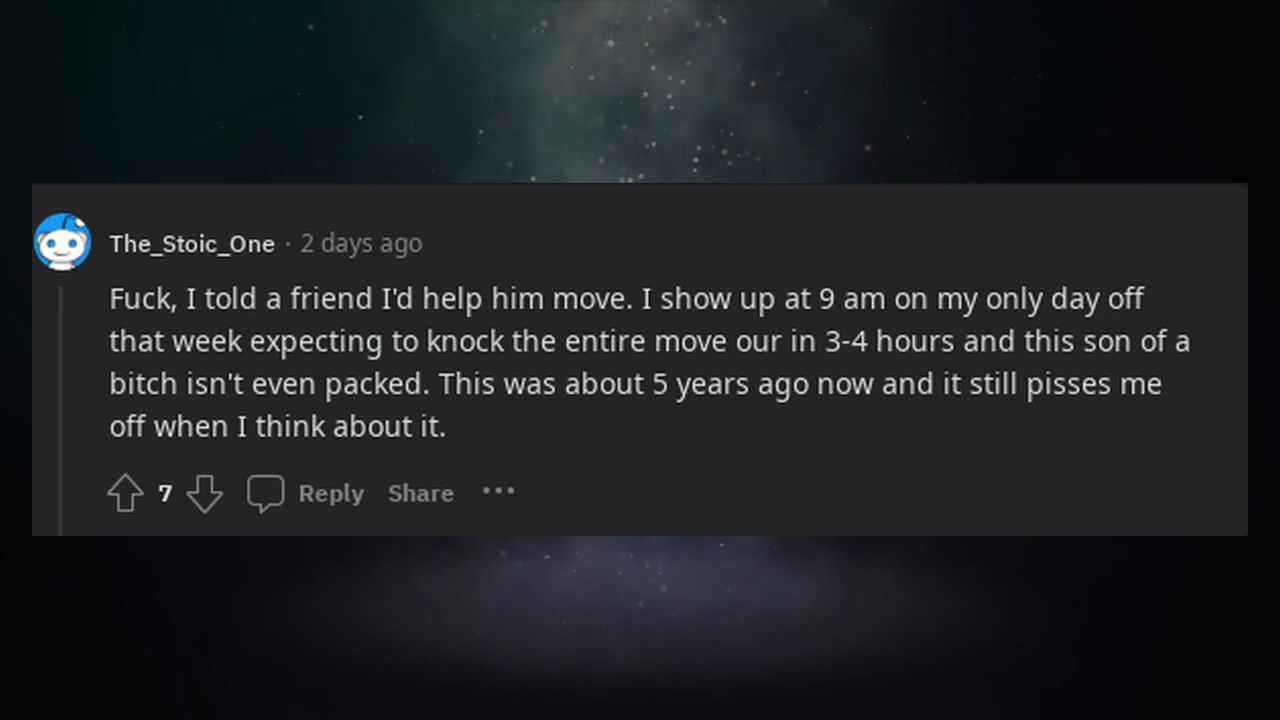 The_Stoic_One · 2 days ago
Fuck, I told a friend I'd help him move. I show up at 9 am on my only day off
that week expecting to knock the entire move our in 3-4 hours and this son of a
bitch isn't even packed. This was about 5 years ago now and it still pisses me
off when I think about it.
7 Reply Share ···